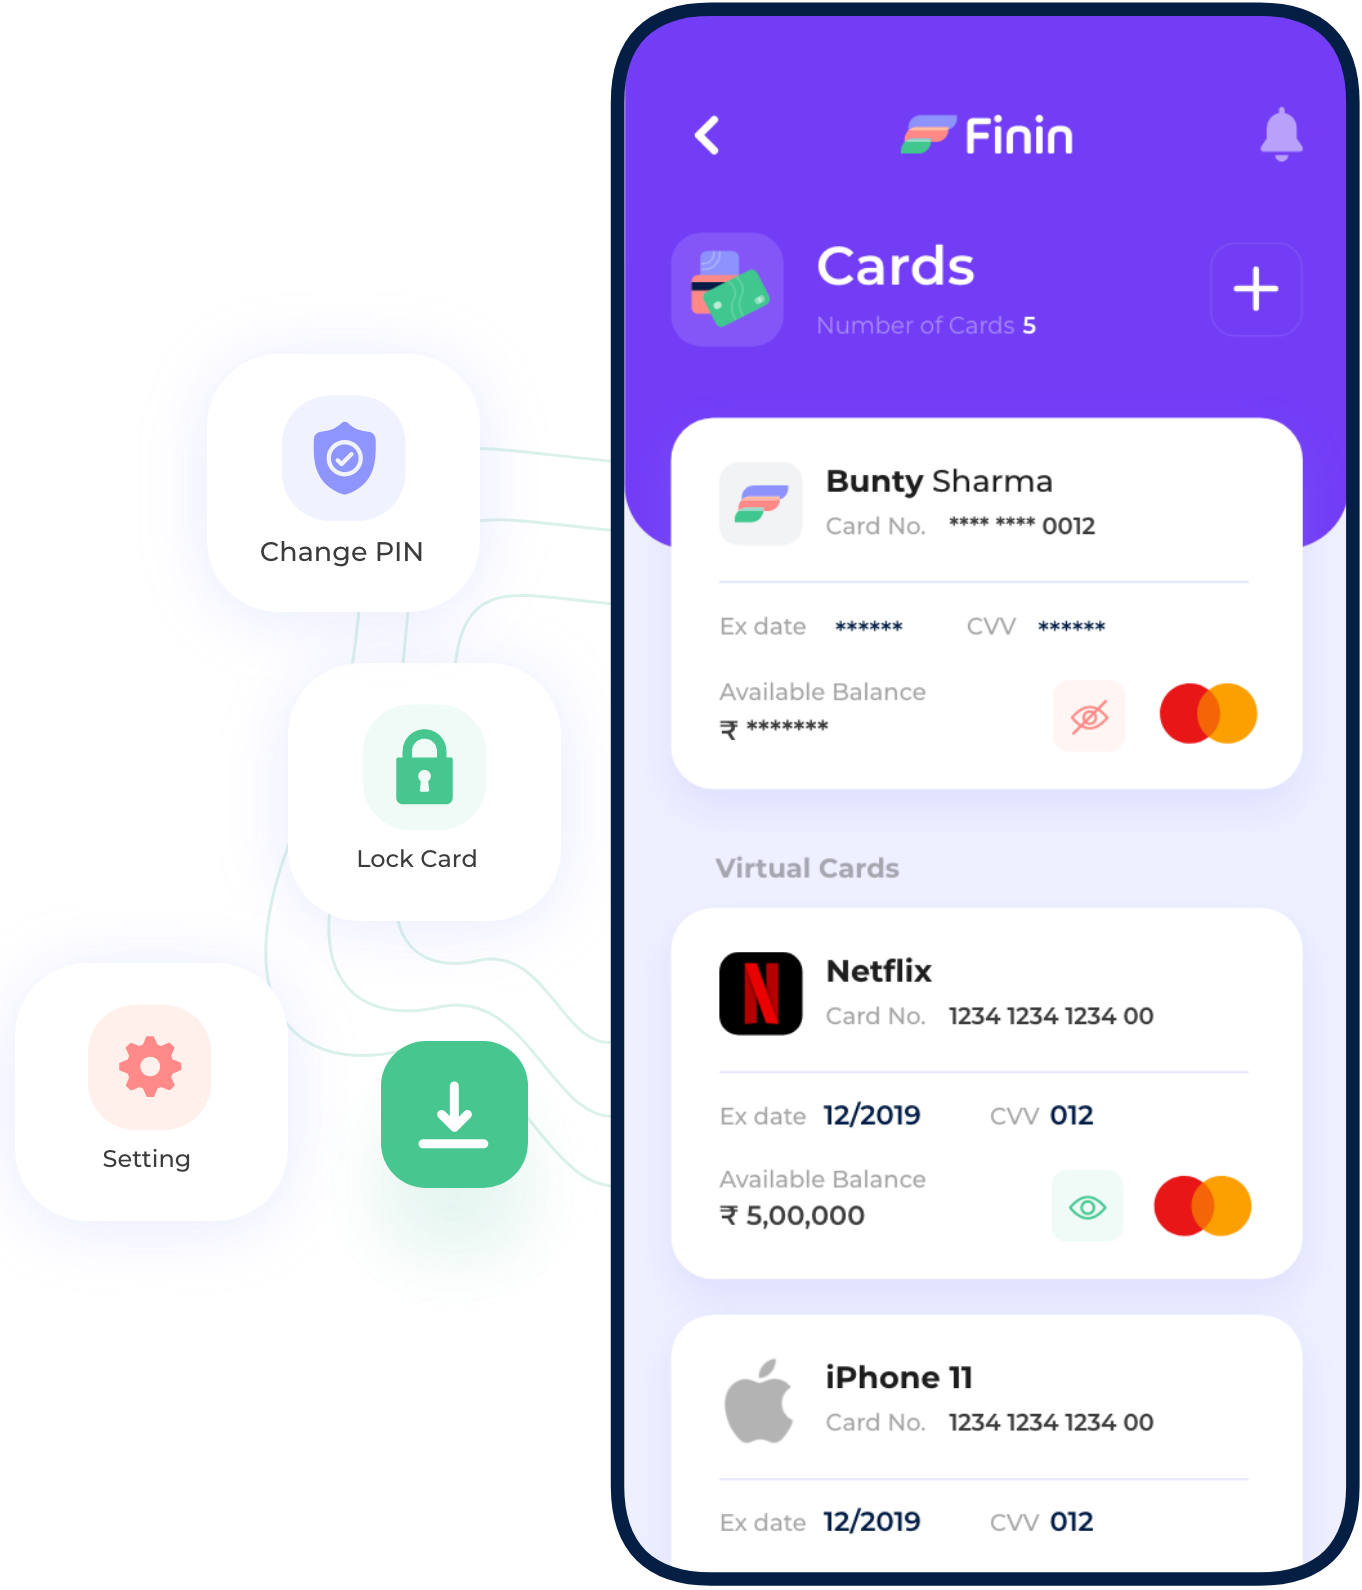 Finin
Cards
Number of Cards 5
Change PIN
Lock Card
Setting
Bunty Sharma
Card No. **** **** 0012
Ex date ****** CVV ******
Available Balance
₹ *******
Virtual Cards
N
Netflix
Card No. 1234 1234 1234 00
Ex date 12/2019 CVV 012
Available Balance
₹ 5,00,000
iPhone 11
Card No. 1234 1234 1234 00
Ex date 12/2019 CVV 012